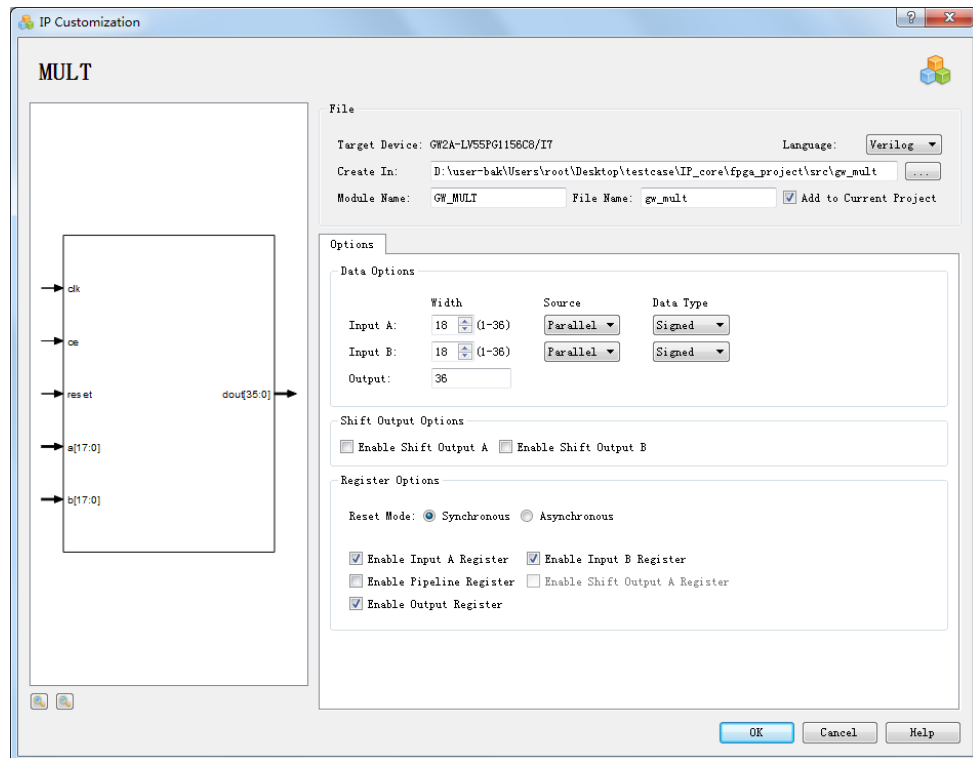 IP Customization
MULT
clk
ce
reset
a[17:0]
b[17:0]
dout[35:0]
File
Target Device: GW2A-LV55PG1156C8/I7 Language: Verilog
Create In: D:\user-bak\Users\root\Desktop\testcase\IP_core\fpga_project\src\gw_mult ...
Module Name: GW_MULT File Name: gw_mult Add to Current Project
Options
Data Options
Width Source Data Type
Input A: 18 (1-36) Parallel Signed
Input B: 18 (1-36) Parallel Signed
Output: 36
Shift Output Options
Enable Shift Output A Enable Shift Output B
Register Options
Reset Mode: Synchronous Asynchronous
Enable Input A Register Enable Input B Register
Enable Pipeline Register Enable Shift Output A Register
Enable Output Register
OK Cancel Help